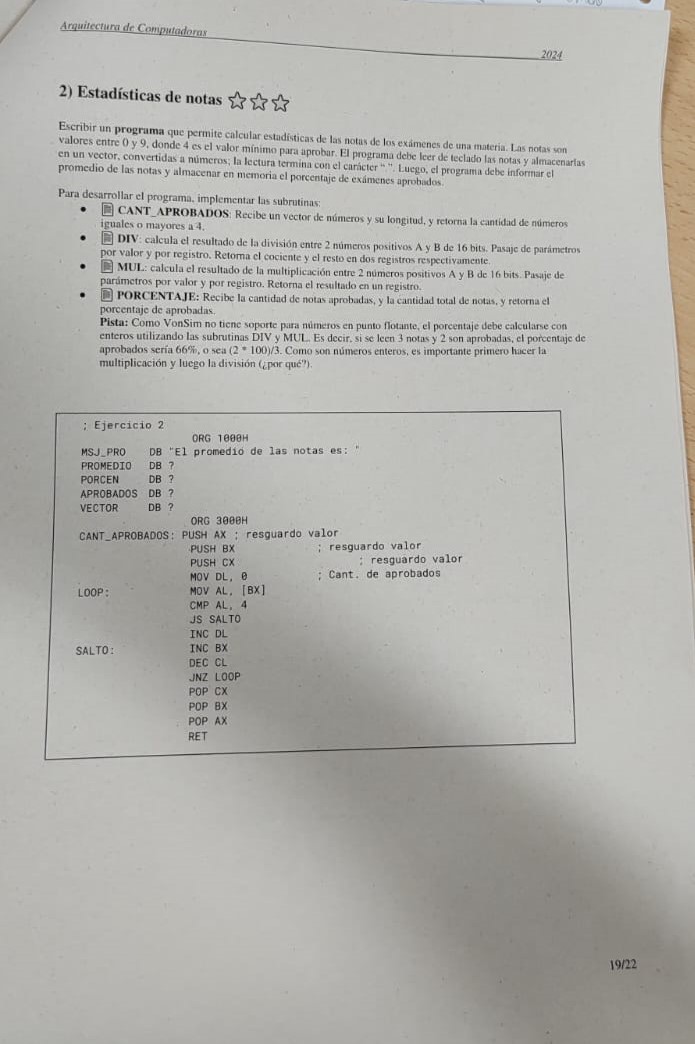 Arquitectura de Computadoras
2024
2) Estadísticas de notas ☆ ☆ ☆
Escribir un programa que permite calcular estadísticas de las notas de los exámenes de una materia. Las notas son
valores entre 0 y 9, donde 4 es el valor mínimo para aprobar. El programa debe leer de teclado las notas y almacenarlas
en un vector, convertidas a números; la lectura termina con el carácter ".". Luego, el programa debe informar el
promedio de las notas y almacenar en memoria el porcentaje de exámenes aprobados.
Para desarrollar el programa, implementar las subrutinas:
• CANT_APROBADOS: Recibe un vector de números y su longitud, y retorna la cantidad de números
iguales o mayores a 4.
• DIV: calcula el resultado de la división entre 2 números positivos A y B de 16 bits. Pasaje de parámetros
por valor y por registro. Retorna el cociente y el resto en dos registros respectivamente.
• MUL: calcula el resultado de la multiplicación entre 2 números positivos A y B de 16 bits. Pasaje de
parámetros por valor y por registro. Retorna el resultado en un registro.
• PORCENTAJE: Recibe la cantidad de notas aprobadas, y la cantidad total de notas, y retorna el
porcentaje de aprobadas.
Pista: Como VonSim no tiene soporte para números en punto flotante, el porcentaje debe calcularse con
enteros utilizando las subrutinas DIV y MUL. Es decir, si se leen 3 notas y 2 son aprobadas, el porcentaje de
aprobados sería 66%, o sea (2 * 100)/3. Como son números enteros, es importante primero hacer la
multiplicación y luego la división (¿por qué?).
; Ejercicio 2
ORG 1000H
MSJ_PRO DB "El promedio de las notas es: "
PROMEDIO DB ?
PORCEN DB ?
APROBADOS DB ?
VECTOR DB ?
ORG 3000H
CANT_APROBADOS: PUSH AX ; resguardo valor
PUSH BX ; resguardo valor
PUSH CX ; resguardo valor
MOV DL, 0 ; Cant. de aprobados
LOOP: MOV AL, [BX]
CMP AL, 4
JS SALTO
INC DL
SALTO: INC BX
DEC CL
JNZ LOOP
POP CX
POP BX
POP AX
RET
19/22